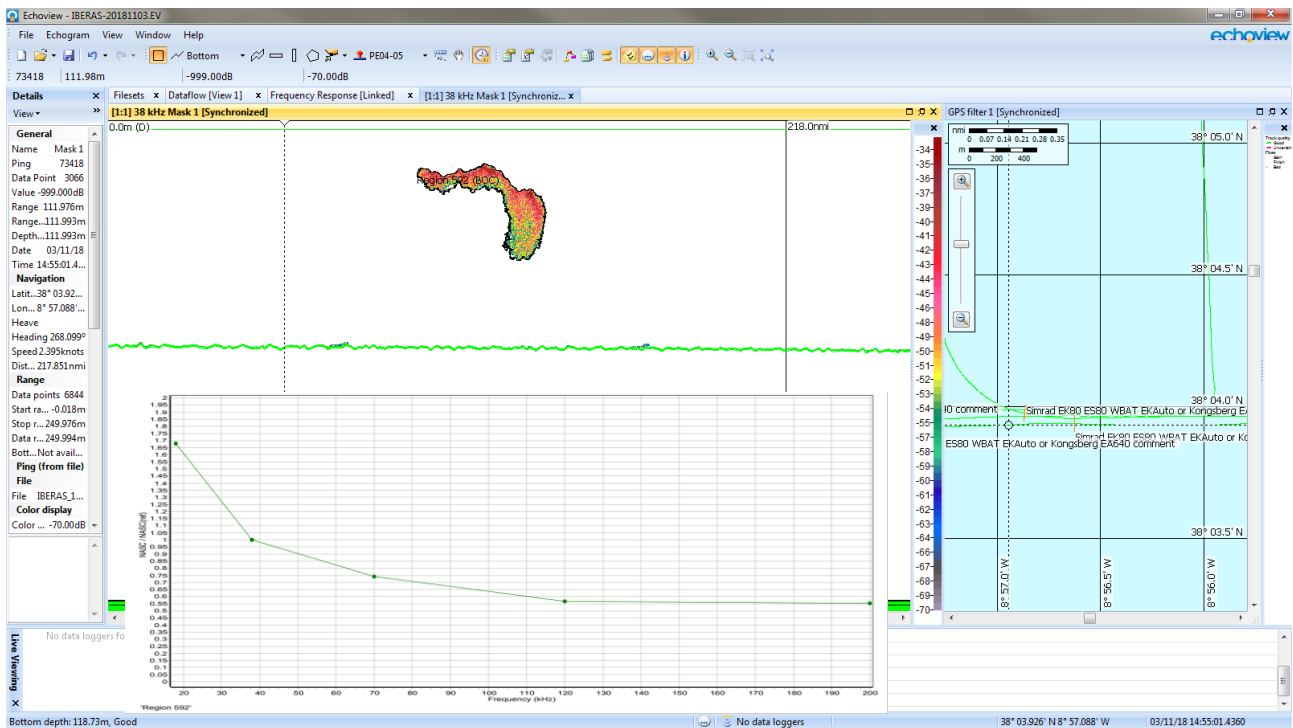 Echoview - IBERAS-20181103.EV
File Echogram View Window Help
echoview
Bottom
PE04-05
73418 111.98m -999.00dB -70.00dB
Details x
Filesets x Dataflow [View 1] x Frequency Response [Linked] x [1:1] 38 kHz Mask 1 (Synchroniz... x
View
[1:1] 38 kHz Mask 1 [Synchronized]
GPS filter 1 [Synchronized]
General
Name Mask 1
Ping 73418
Data Point 3066
Value -999.000dB
Range 111.976m
Range...111.993m
Depth...111.993m
Date 03/11/18
Time 14:55:01.4...
Navigation
Latit...38° 03.92...
Lon... 8° 57.088'...
Heave
Heading 268.099°
Speed 2.395knots
Dist... 217.851nmi
Range
Data points 6844
Start ra... -0.018m
Stop r... 249.976m
Data r... 249.994m
Bott...Not avail...
Ping (from file)
File
File IBERAS_1...
Color display
Color ... -70.00dB
0.0m (D)
218.0nmi
Region 592 (BOC)
-34
-35
-36
-37
-39
-40
-41
-42
-44
-45
-46
-48
-49
-50
-51
-52
-53
-54
-55
-57
-58
-59
-60
-61
-62
-63
-64
-66
-67
-68
-69
-70
nmi
0 0.07 0.14 0.21 0.28 0.35
m
0 200 400
38° 05.0' N
38° 04.5' N
38° 04.0' N
38° 03.5' N
8° 57.0' W
8° 56.5' W
8° 56.0' W
Track quality
Good
Simrad EK80 ES80 WBAT EKAuto or Kongsberg E
ES80 WBAT EKAuto or Kongsberg EA640 comment
2
1.95
1.9
1.85
1.8
1.75
1.7
1.65
1.6
1.55
1.5
1.45
1.4
1.35
1.3
1.25
1.2
1.15
1.1
1.05
1
0.95
0.9
0.85
0.8
0.75
0.7
0.65
0.6
0.55
0.5
0.45
0.4
0.35
0.3
0.25
0.2
0.15
0.1
0.05
0
NASC / NASC(ref)
20 30 40 50 60 70 80 90 100 110 120 130 140 150 160 170 180 190 200
Frequency (kHz)
"Region 592"
Live Viewing
No data loggers fo
Bottom depth: 118.73m, Good
No data loggers
38° 03.926' N 8° 57.088' W
03/11/18 14:55:01.4360